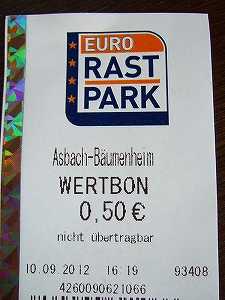 EURO
RAST
PARK
Asbach-Bäumenheim
WERTBON
0,50 €
nicht übertragbar
10.09.2012 16:19 93408
4260090621066